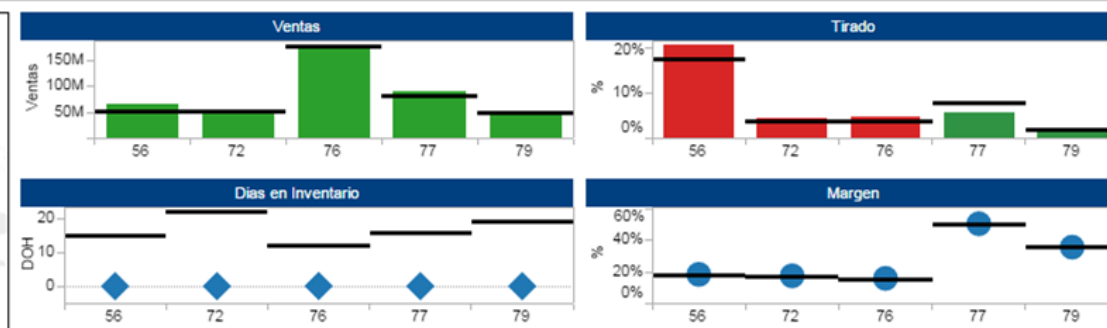 Ventas
Ventas
150M
100M
50M
56 72 76 77 79
Tirado
%
20%
10%
0%
56 72 76 77 79
Dias en Inventario
DOH
20
10
0
56 72 76 77 79
Margen
%
60%
40%
20%
0%
56 72 76 77 79